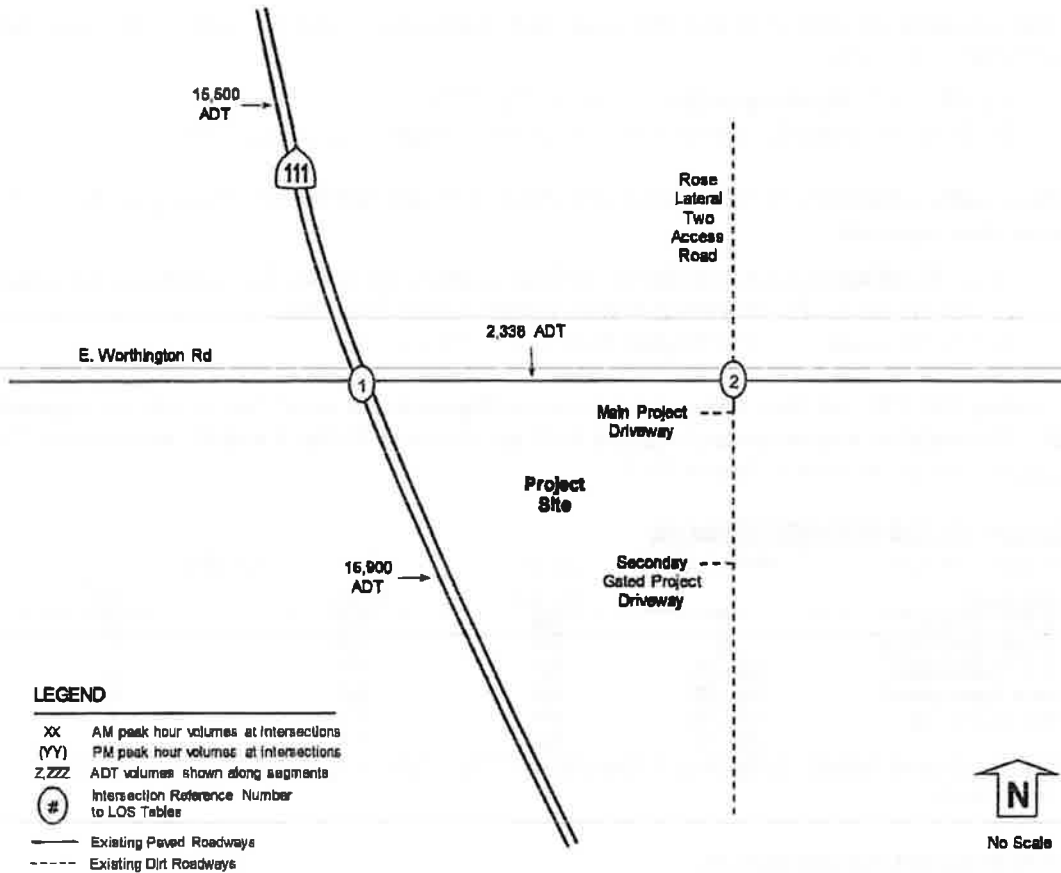 15,500
ADT
111
Rose
Lateral
Two
Access
Road
2,338 ADT
E. Worthington Rd
1
2
Main Project
Driveway
Project
Site
Seconday
Gated Project
Driveway
16,900
ADT
LEGEND
XX AM peak hour volumes at intersections
(YY) PM peak hour volumes at intersections
Z,ZZZ ADT volumes shown along segments
# Intersection Reference Number
to LOS Tables
Existing Paved Roadways
Existing Dirt Roadways
N
No Scale